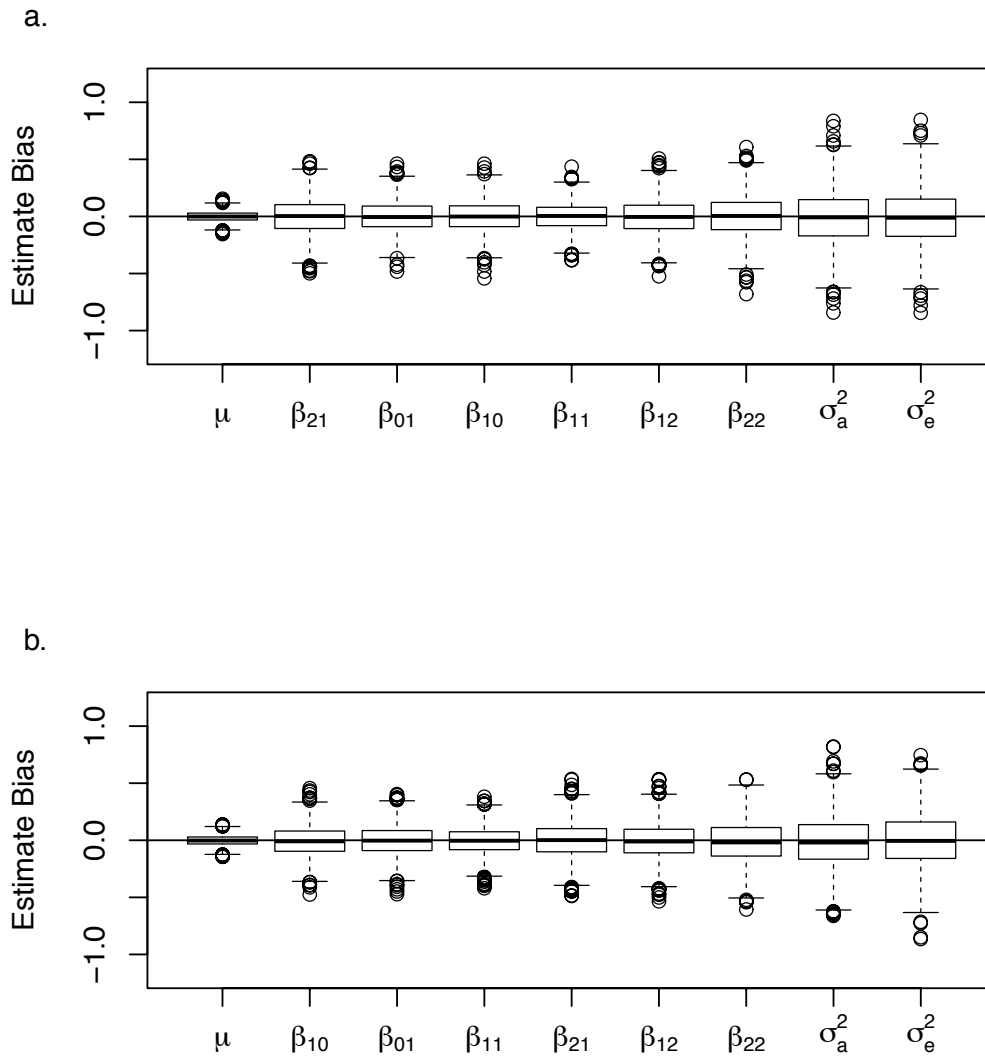 a.
Estimate Bias
1.0
0.0
−1.0
μ β₂₁ β₀₁ β₁₀ β₁₁ β₁₂ β₂₂ σₐ² σₑ²
b.
Estimate Bias
1.0
0.0
−1.0
μ β₁₀ β₀₁ β₁₁ β₂₁ β₁₂ β₂₂ σₐ² σₑ²